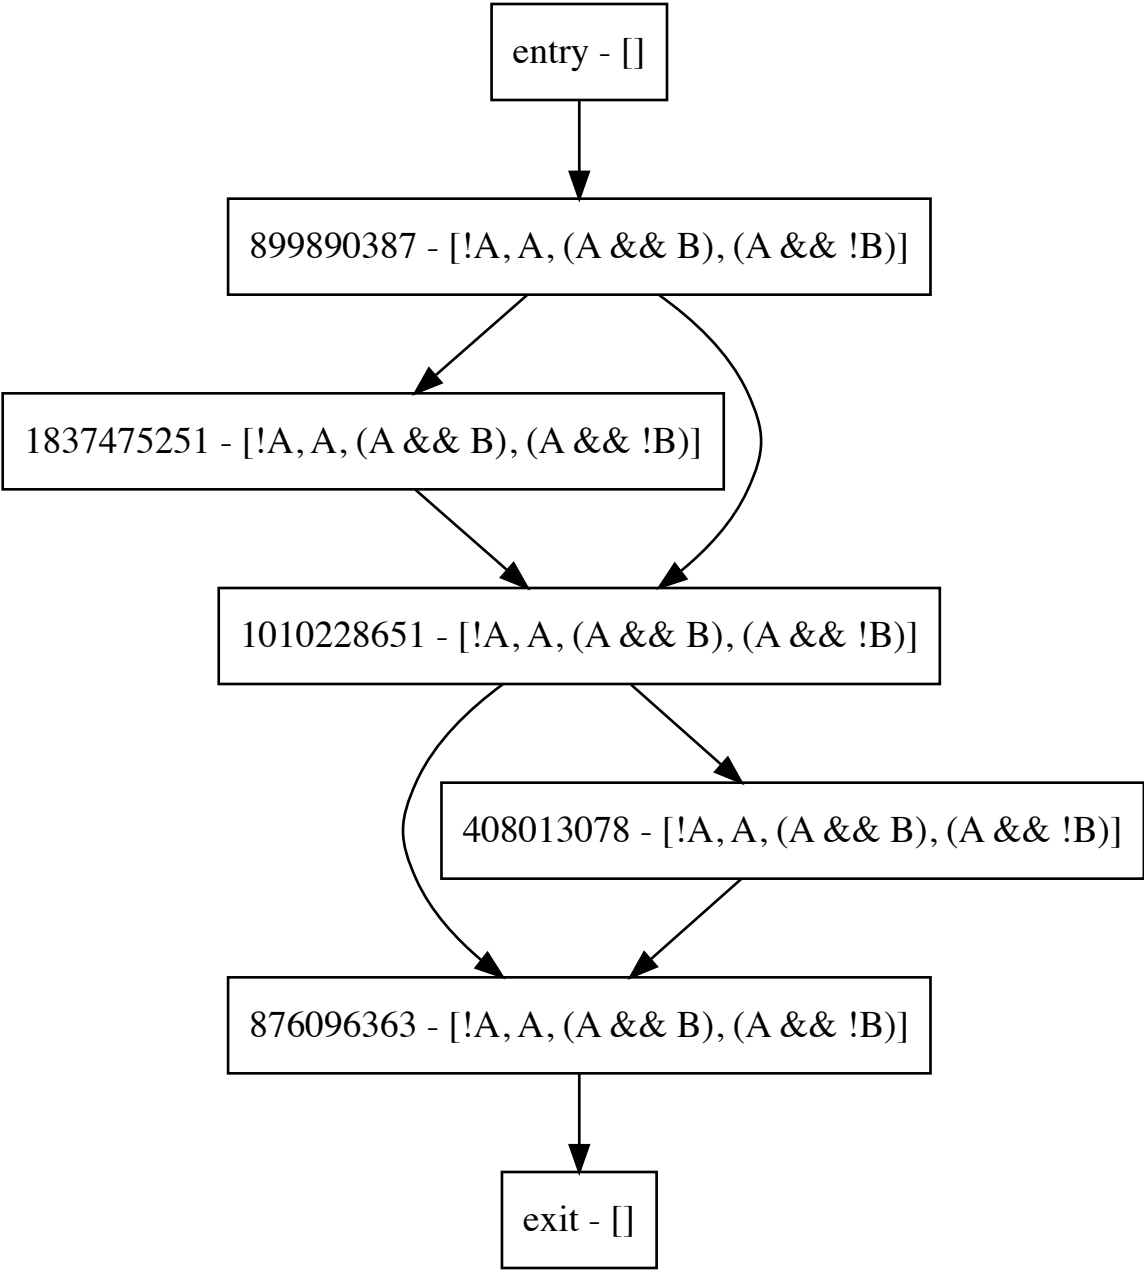 entry - []
899890387 - [!A, A, (A && B), (A && !B)]
1837475251 - [!A, A, (A && B), (A && !B)]
1010228651 - [!A, A, (A && B), (A && !B)]
408013078 - [!A, A, (A && B), (A && !B)]
876096363 - [!A, A, (A && B), (A && !B)]
exit - []